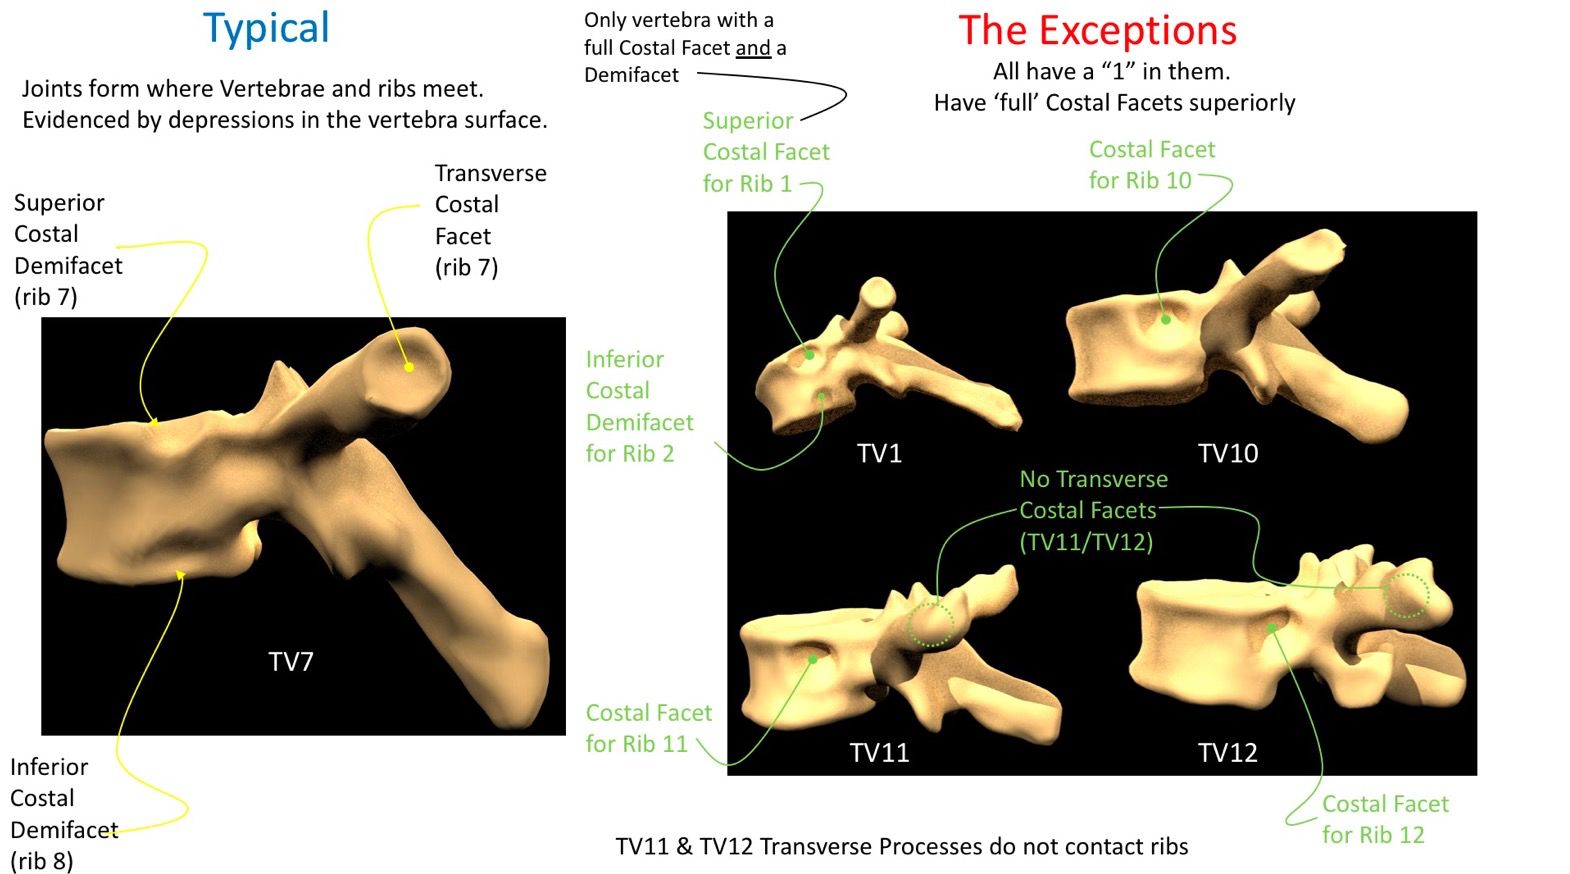 Typical
Joints form where Vertebrae and ribs meet.
Evidenced by depressions in the vertebra surface.
Superior
Costal
Demifacet
(rib 7)
Transverse
Costal
Facet
(rib 7)
TV7
Inferior
Costal
Demifacet
(rib 8)
Only vertebra with a
full Costal Facet and a
Demifacet
The Exceptions
All have a “1” in them.
Have ‘full’ Costal Facets superiorly
Superior
Costal Facet
for Rib 1
Costal Facet
for Rib 10
Inferior
Costal
Demifacet
for Rib 2
TV1
TV10
No Transverse
Costal Facets
(TV11/TV12)
Costal Facet
for Rib 11
TV11
TV12
Costal Facet
for Rib 12
TV11 & TV12 Transverse Processes do not contact ribs